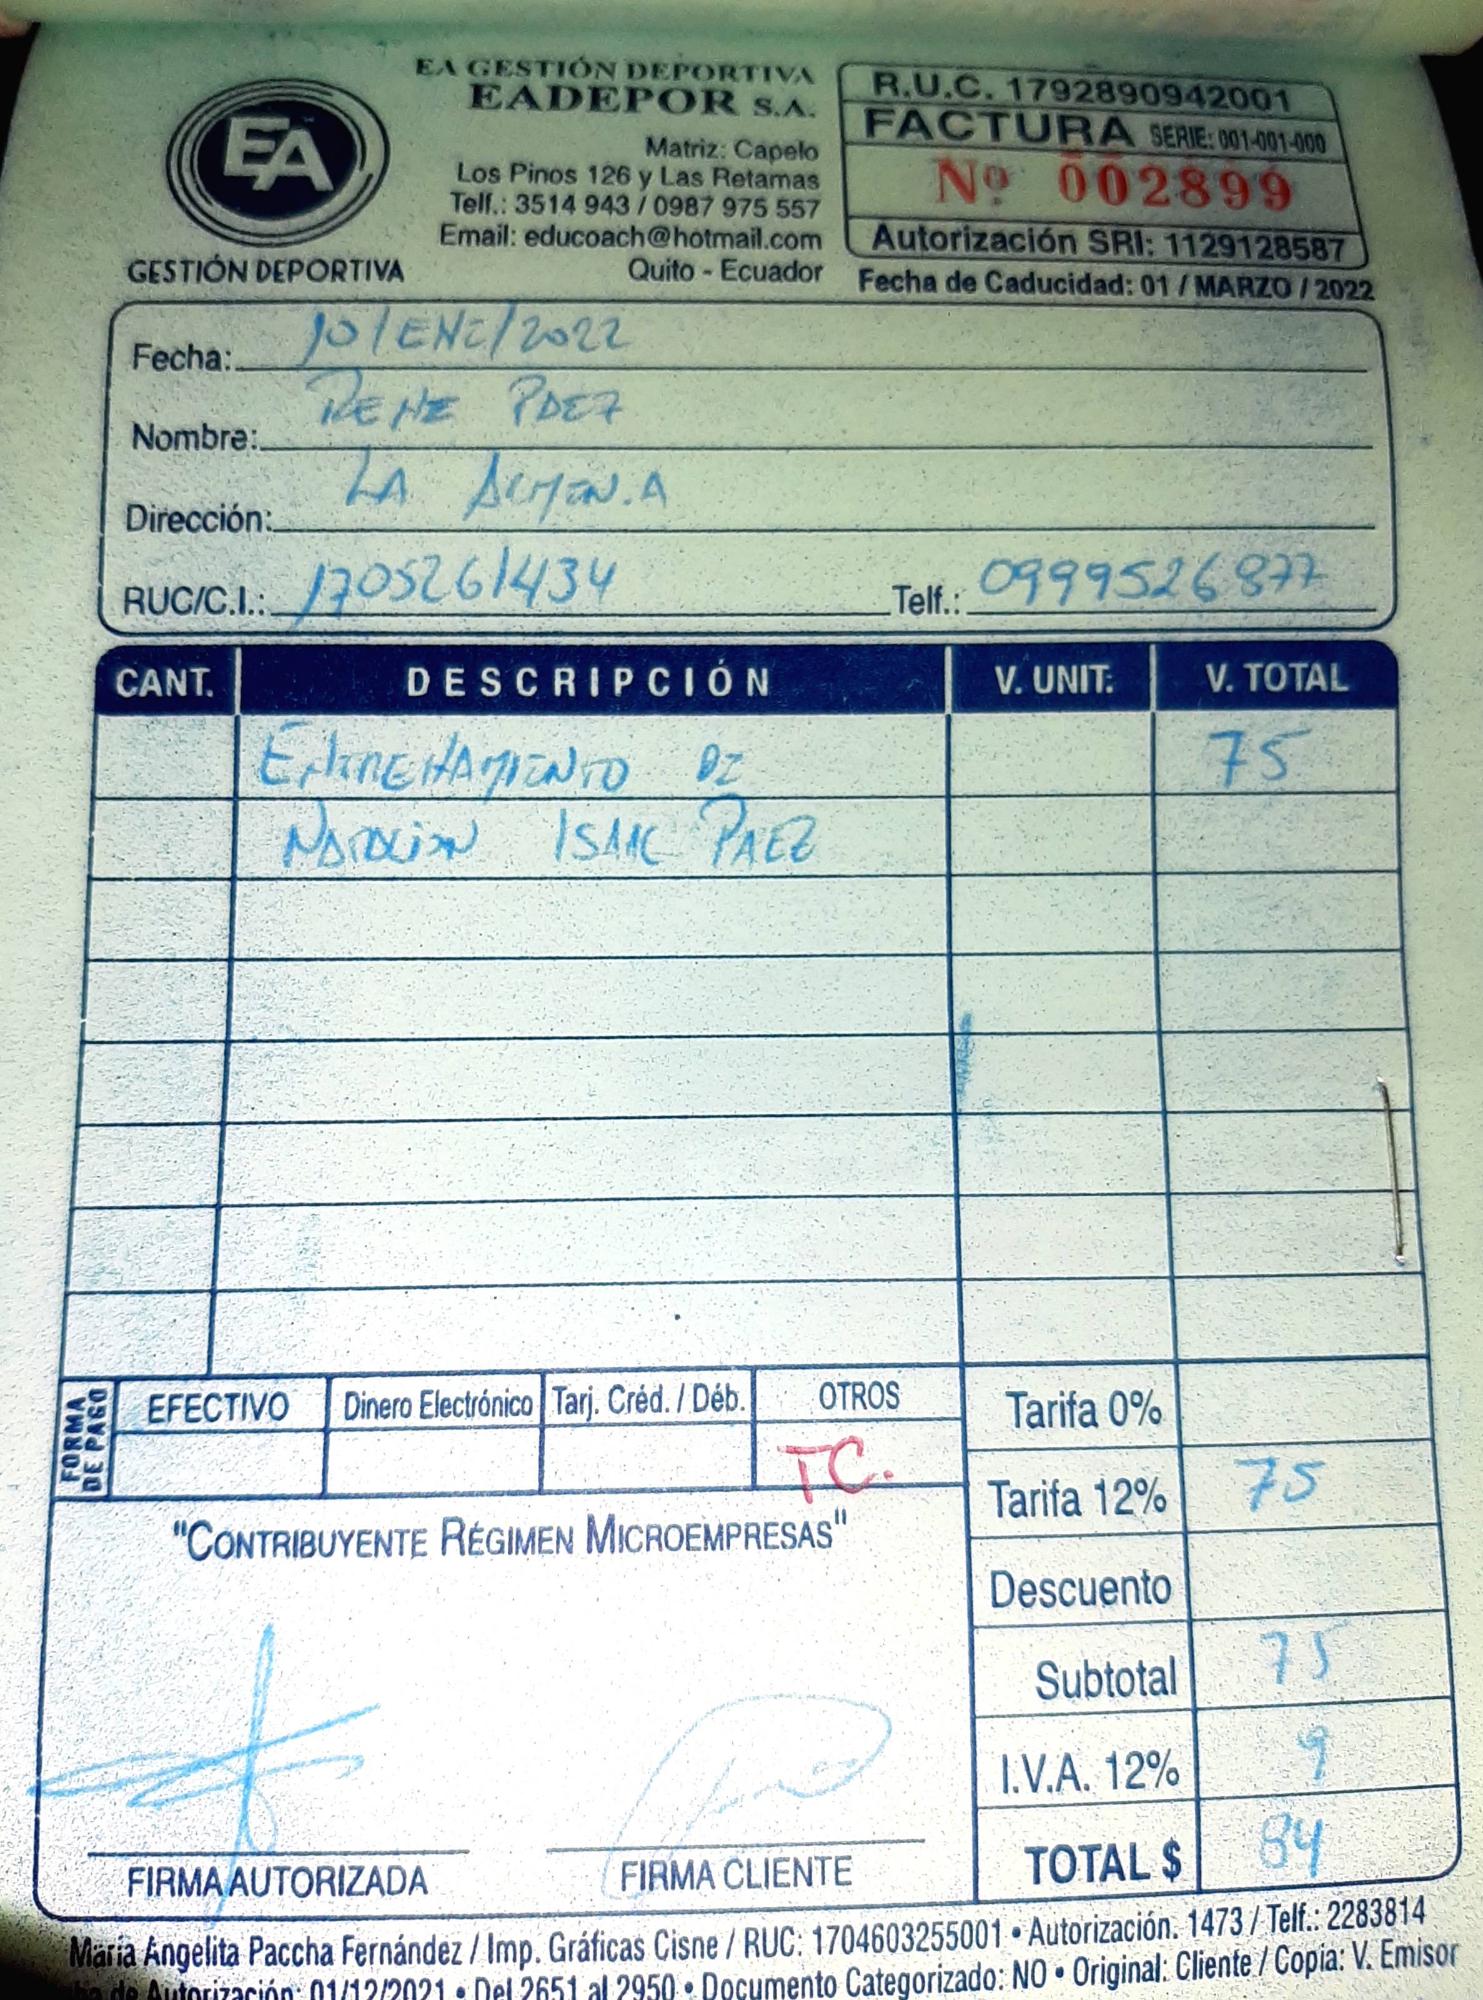 EA GESTIÓN DEPORTIVA
EADEPOR S.A.
EA
GESTIÓN DEPORTIVA
Matriz: Capelo
Los Pinos 126 y Las Retamas
Telf.: 3514 943 / 0987 975 557
Email: educoach@hotmail.com
Quito - Ecuador
R.U.C. 1792890942001
FACTURA SERIE: 001-001-000
Nº 002899
Autorización SRI: 1129128587
Fecha de Caducidad: 01 / MARZO / 2022
Fecha: 10/ENE/2022
Nombre: RENE PAEZ
Dirección: LA
RUC/C.I.: 1705261434 Telf.: 0999526877
CANT. DESCRIPCIÓN V. UNIT. V. TOTAL
ENTRENAMIENTO DE 75
NATACIÓN ISAAC PAEZ
FORMA DE PAGO EFECTIVO Dinero Electrónico Tarj. Créd. / Déb. OTROS
TC.
Tarifa 0%
Tarifa 12% 75
"CONTRIBUYENTE RÉGIMEN MICROEMPRESAS"
Descuento
Subtotal 75
I.V.A. 12% 9
TOTAL $ 84
FIRMA AUTORIZADA FIRMA CLIENTE
María Angelita Paccha Fernández / Imp. Gráficas Cisne / RUC: 1704603255001 • Autorización: 1473 / Telf.: 2283814
de Autorización: 01/12/2021 • Del 2651 al 2950 • Documento Categorizado: NO • Original: Cliente / Copia: V. Emisor